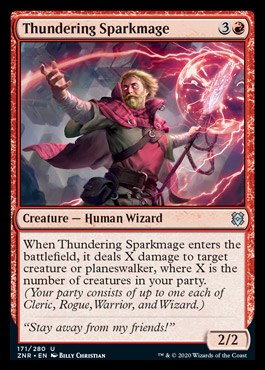 Thundering Sparkmage 3
Creature — Human Wizard
When Thundering Sparkmage enters the
battlefield, it deals X damage to target
creature or planeswalker, where X is the
number of creatures in your party.
(Your party consists of up to one each of
Cleric, Rogue, Warrior, and Wizard.)
“Stay away from my friends!”
2/2
171/280 U
ZNR • EN BILLY CHRISTIAN
™ & © 2020 Wizards of the Coast